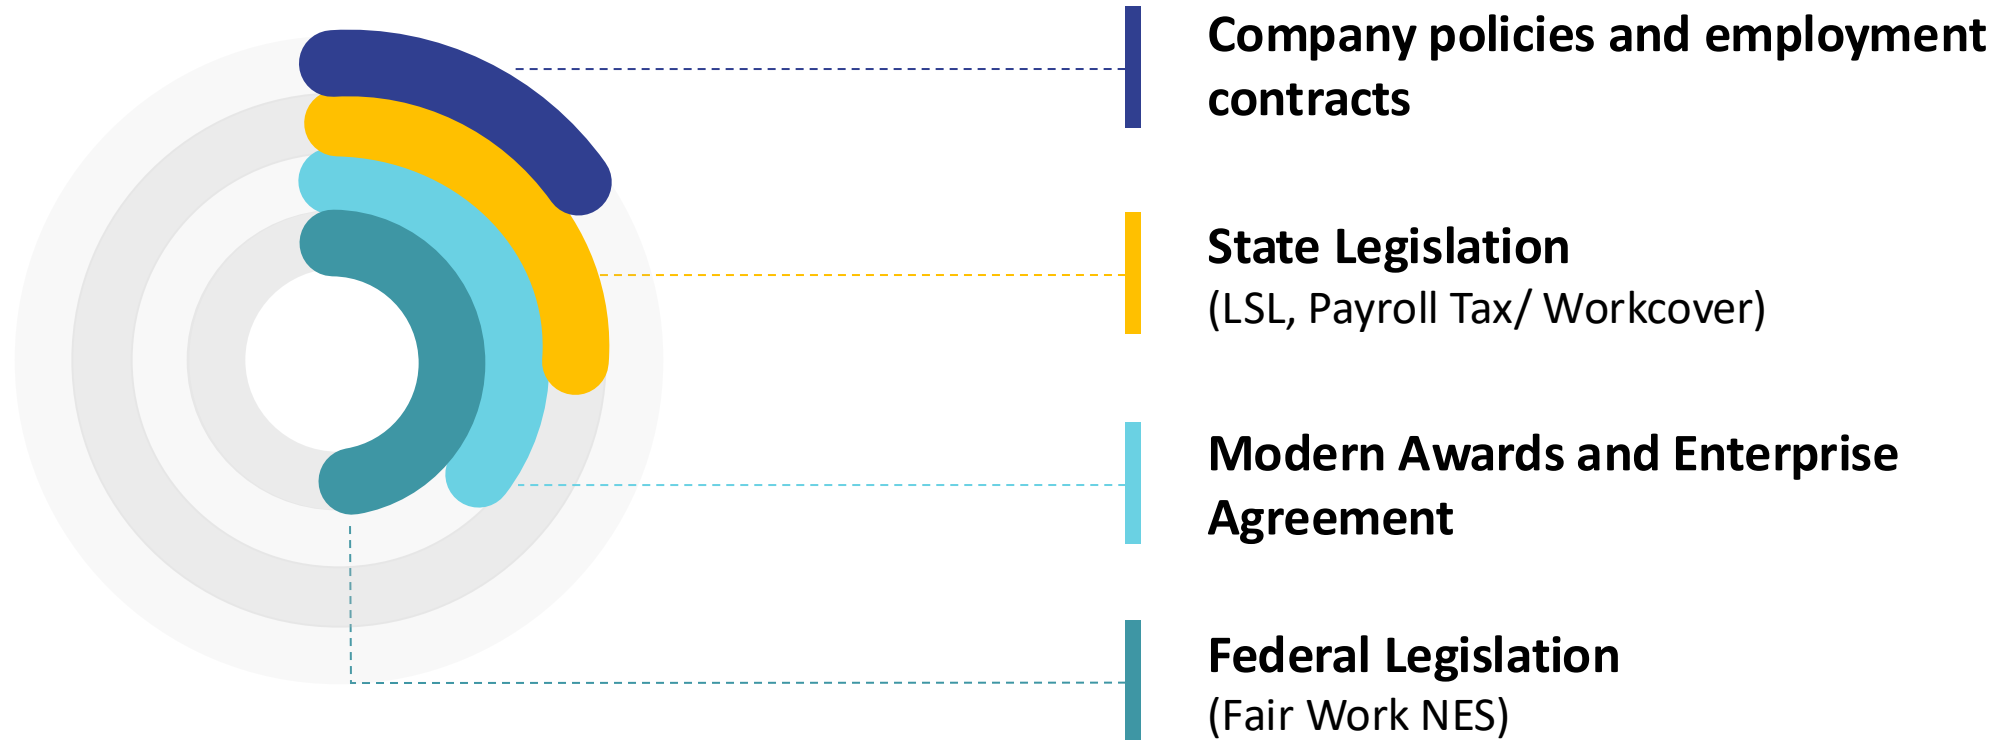 Company policies and employment
contracts
State Legislation
(LSL, Payroll Tax/ Workcover)
Modern Awards and Enterprise
Agreement
Federal Legislation
(Fair Work NES)